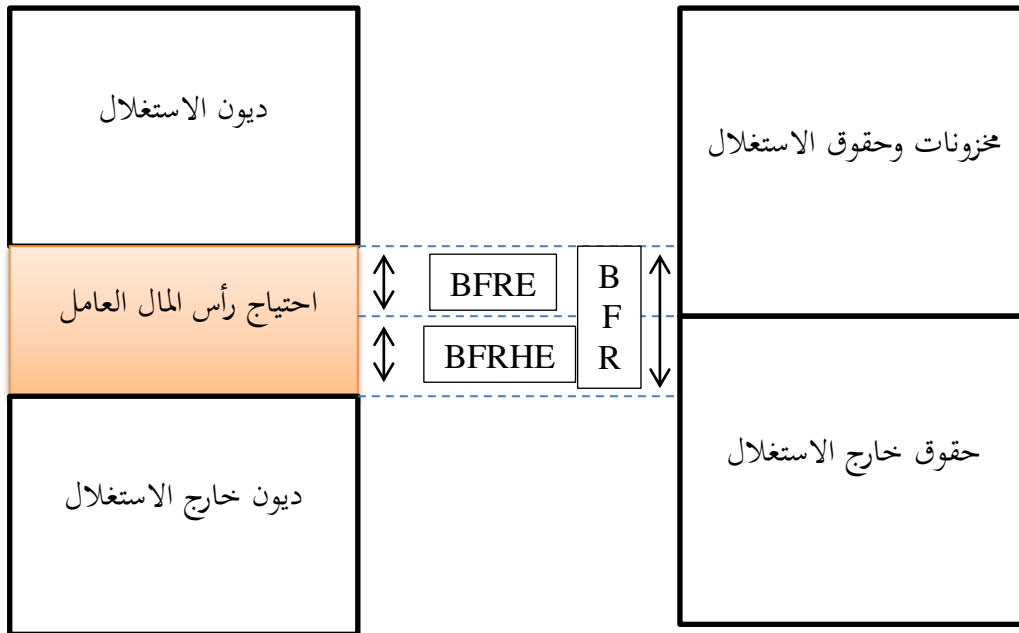 ديون الاستغلال
مخزونات وحقوق الاستغلال
احتياج رأس المال العامل
BFRE
BFRHE
B
F
R
حقوق خارج الاستغلال
ديون خارج الاستغلال